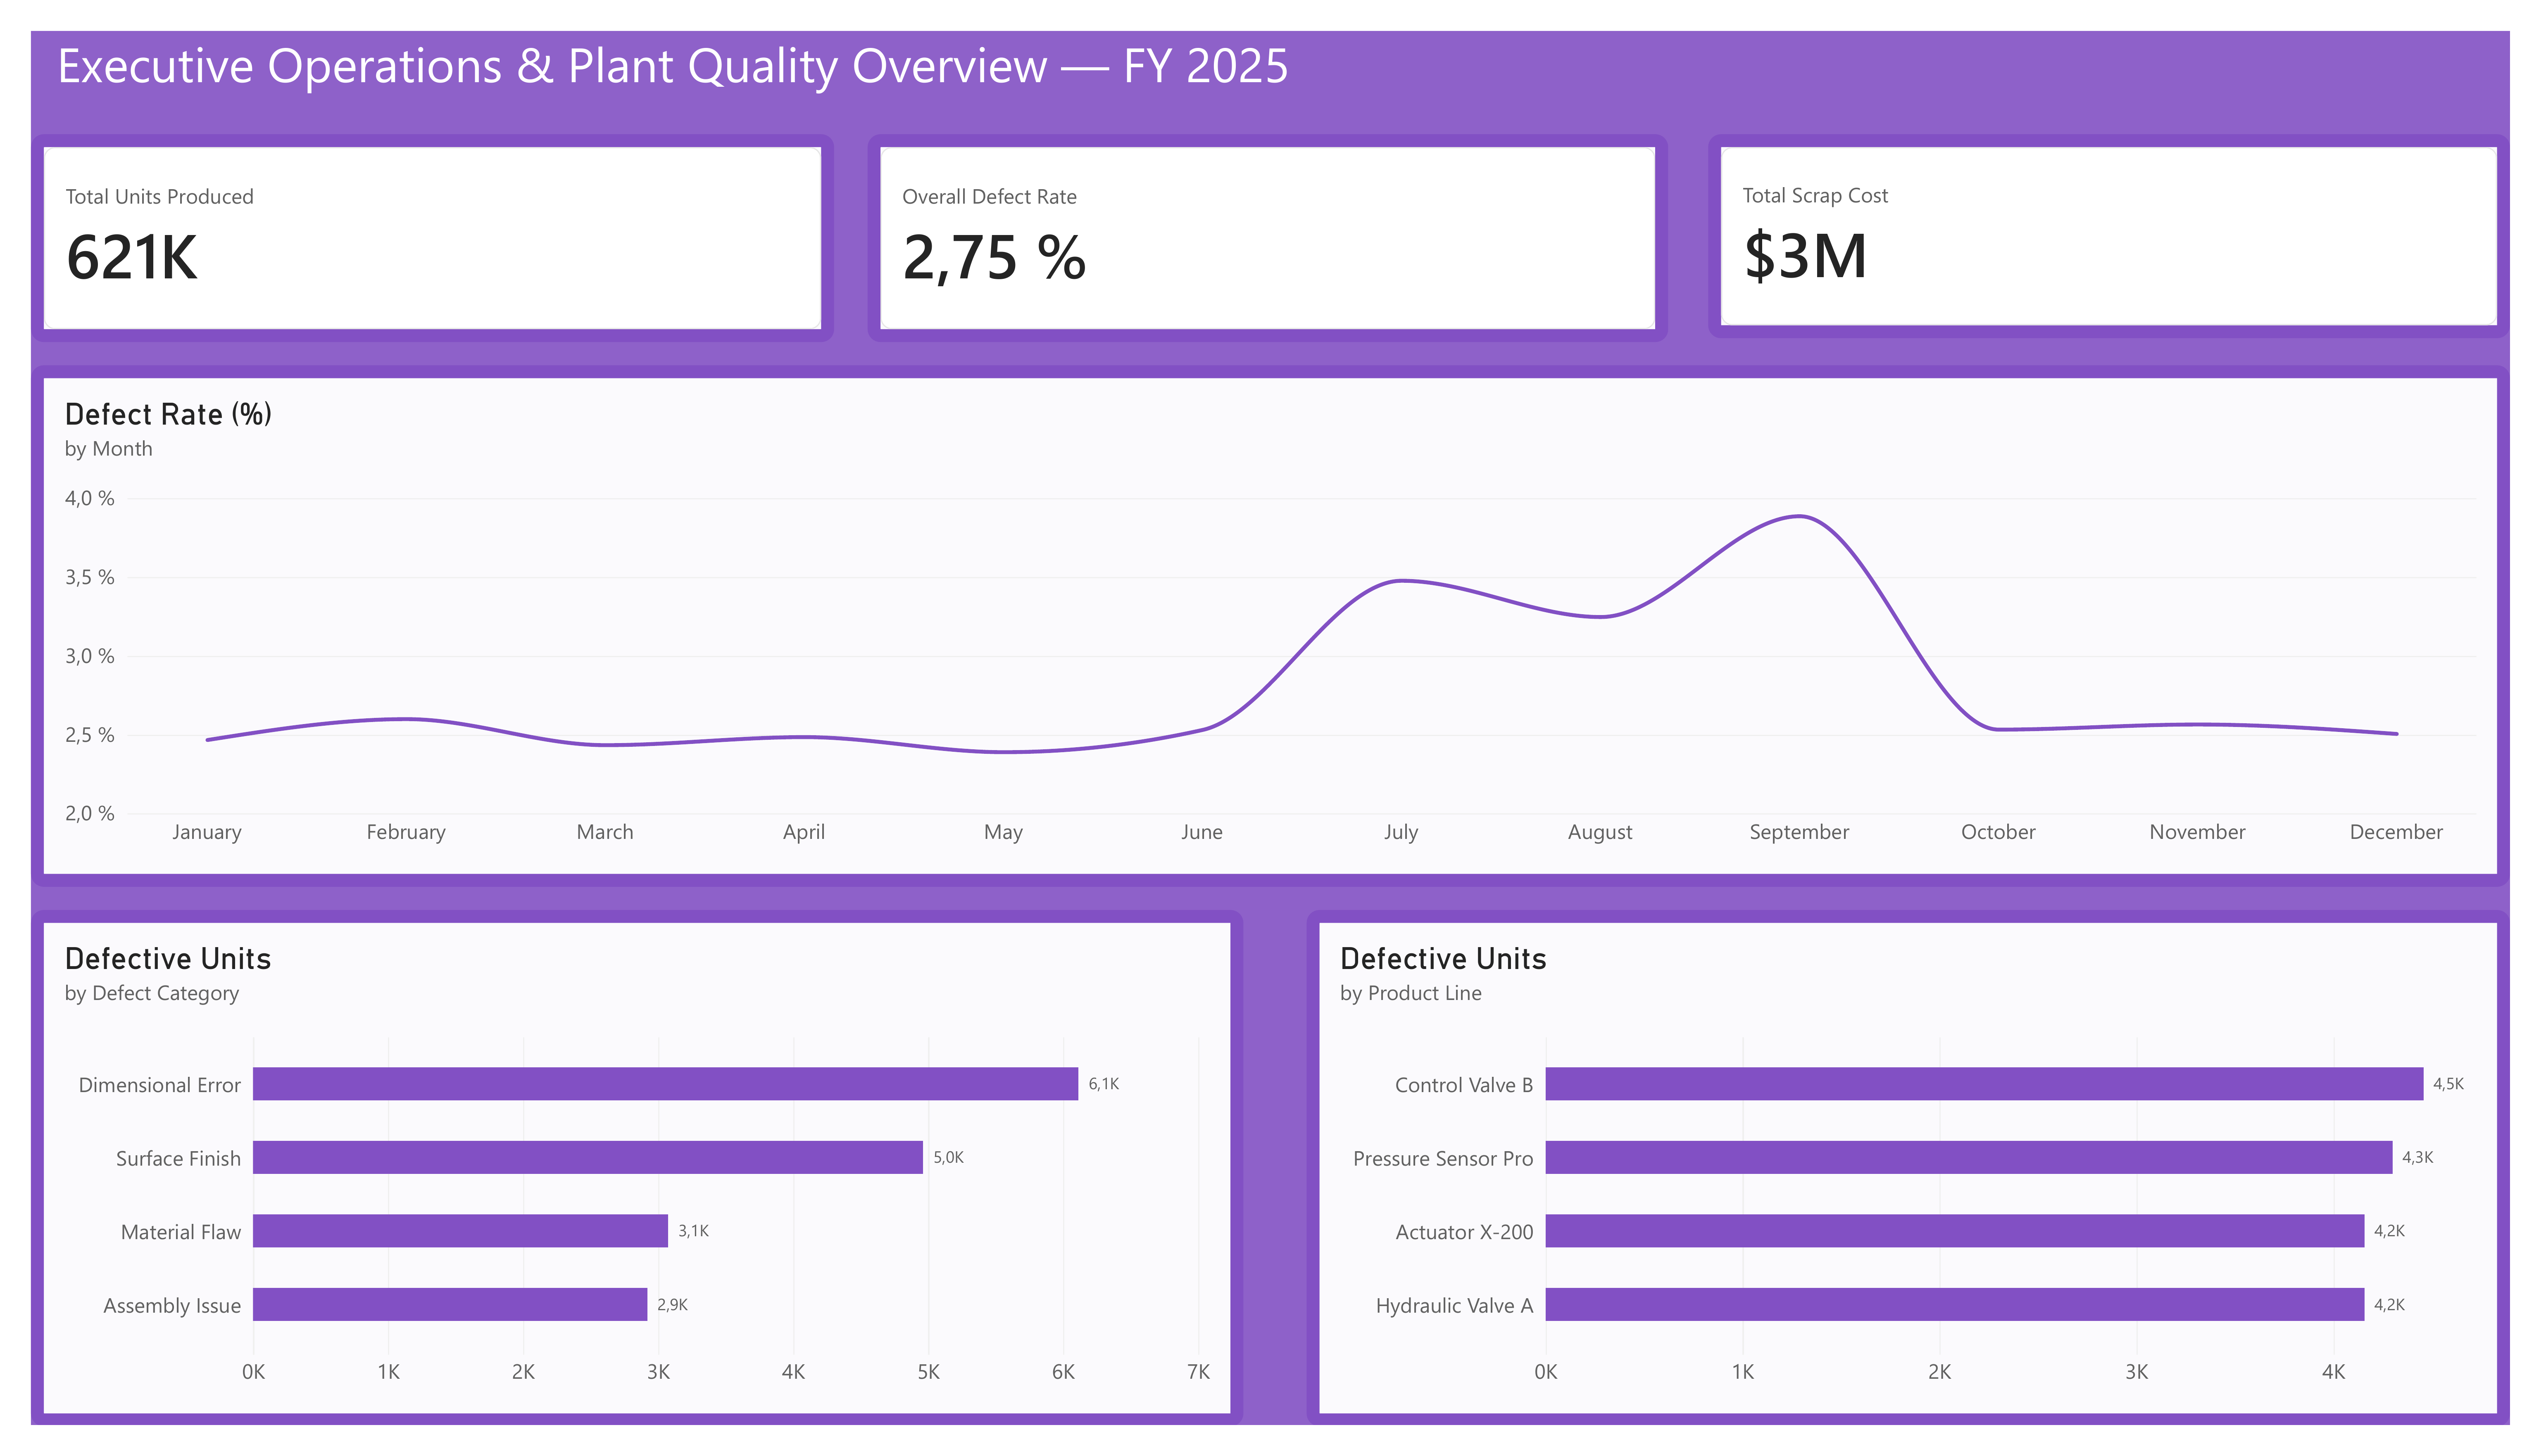 Executive Operations & Plant Quality Overview — FY 2025
Total Units Produced
621K
Overall Defect Rate
2,75 %
Total Scrap Cost
$3M
Defect Rate (%)
by Month
4,0 %
3,5 %
3,0 %
2,5 %
2,0 %
January February March April May June July August September October November December
Defective Units
by Defect Category
Dimensional Error 6,1K
Surface Finish 5,0K
Material Flaw 3,1K
Assembly Issue 2,9K
0K 1K 2K 3K 4K 5K 6K 7K
Defective Units
by Product Line
Control Valve B 4,5K
Pressure Sensor Pro 4,3K
Actuator X-200 4,2K
Hydraulic Valve A 4,2K
0K 1K 2K 3K 4K